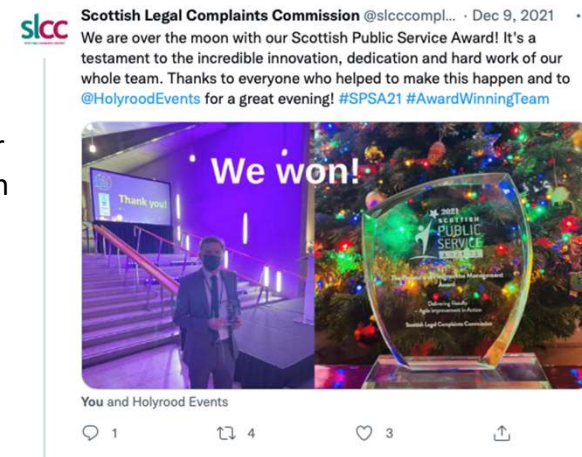 slcc
Scottish Legal Complaints Commission @slcccompl... · Dec 9, 2021
We are over the moon with our Scottish Public Service Award! It's a
testament to the incredible innovation, dedication and hard work of our
whole team. Thanks to everyone who helped to make this happen and to
@HolyroodEvents for a great evening! #SPSA21 #AwardWinningTeam
We won!
Thank you!
2021
SCOTTISH
PUBLIC
SERVICE
AWARDS
Management
Award
Delivering
– Agile Improvement in Action
Scottish Legal Complaints Commission
You and Holyrood Events
1
4
3